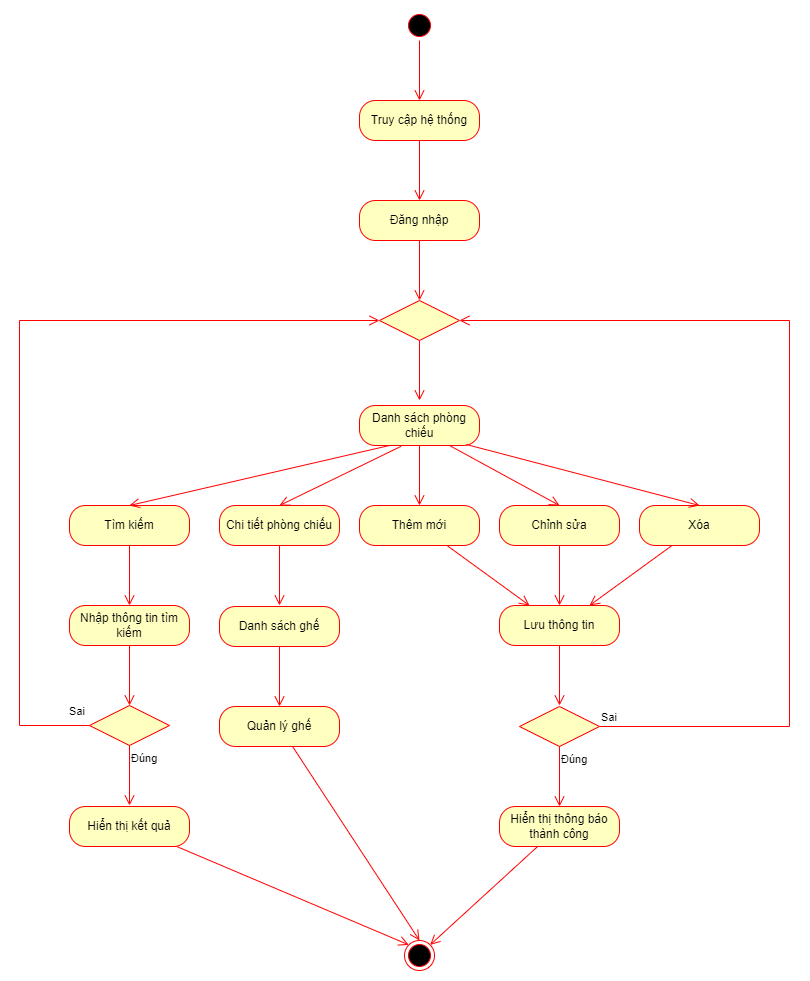 Truy cập hệ thống
Đăng nhập
Danh sách phòng
chiếu
Tìm kiếm
Chi tiết phòng chiếu
Thêm mới
Chỉnh sửa
Xóa
Nhập thông tin tìm
kiếm
Danh sách ghế
Lưu thông tin
Sai
Quản lý ghế
Sai
Đúng
Đúng
Hiển thị kết quả
Hiển thị thông báo
thành công